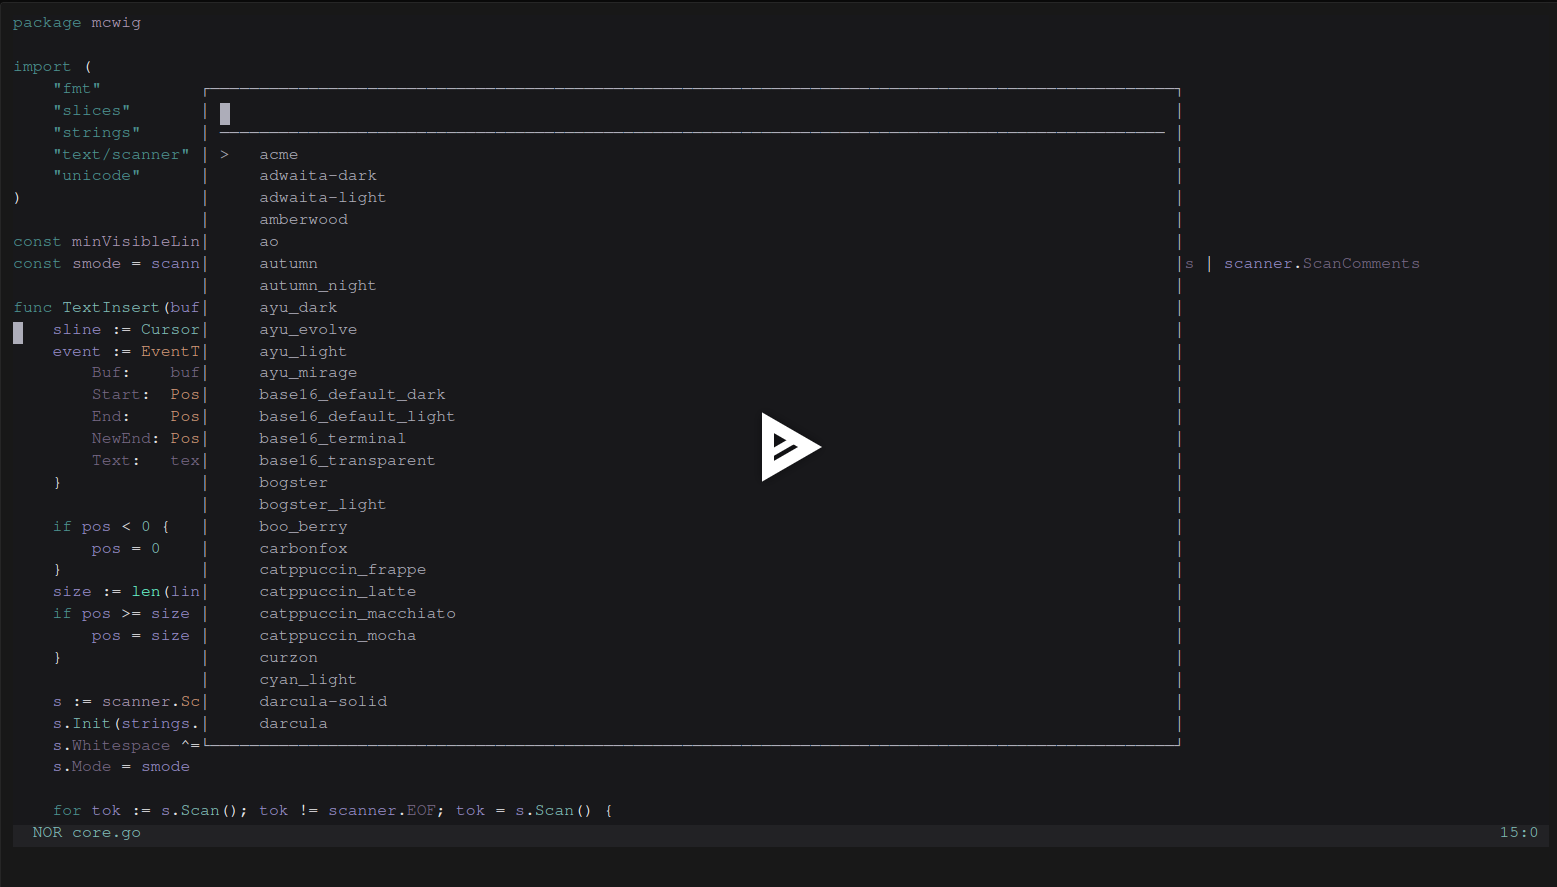 package mcwig
import (
"fmt"
"slices"
"strings"
"text/scanner" > acme
"unicode" adwaita-dark
) adwaita-light
amberwood
const minVisibleLin ao
const smode = scann autumn s | scanner.ScanComments
autumn_night
func TextInsert(buf ayu_dark
sline := Cursor ayu_evolve
event := EventT ayu_light
Buf: buf ayu_mirage
Start: Pos base16_default_dark
End: Pos base16_default_light
NewEnd: Pos base16_terminal
Text: tex base16_transparent
} bogster
bogster_light
if pos < 0 { boo_berry
pos = 0 carbonfox
} catppuccin_frappe
size := len(lin catppuccin_latte
if pos >= size catppuccin_macchiato
pos = size catppuccin_mocha
} curzon
cyan_light
s := scanner.Sc darcula-solid
s.Init(strings. darcula
s.Whitespace ^=
s.Mode = smode
for tok := s.Scan(); tok != scanner.EOF; tok = s.Scan() {
NOR core.go 15:0